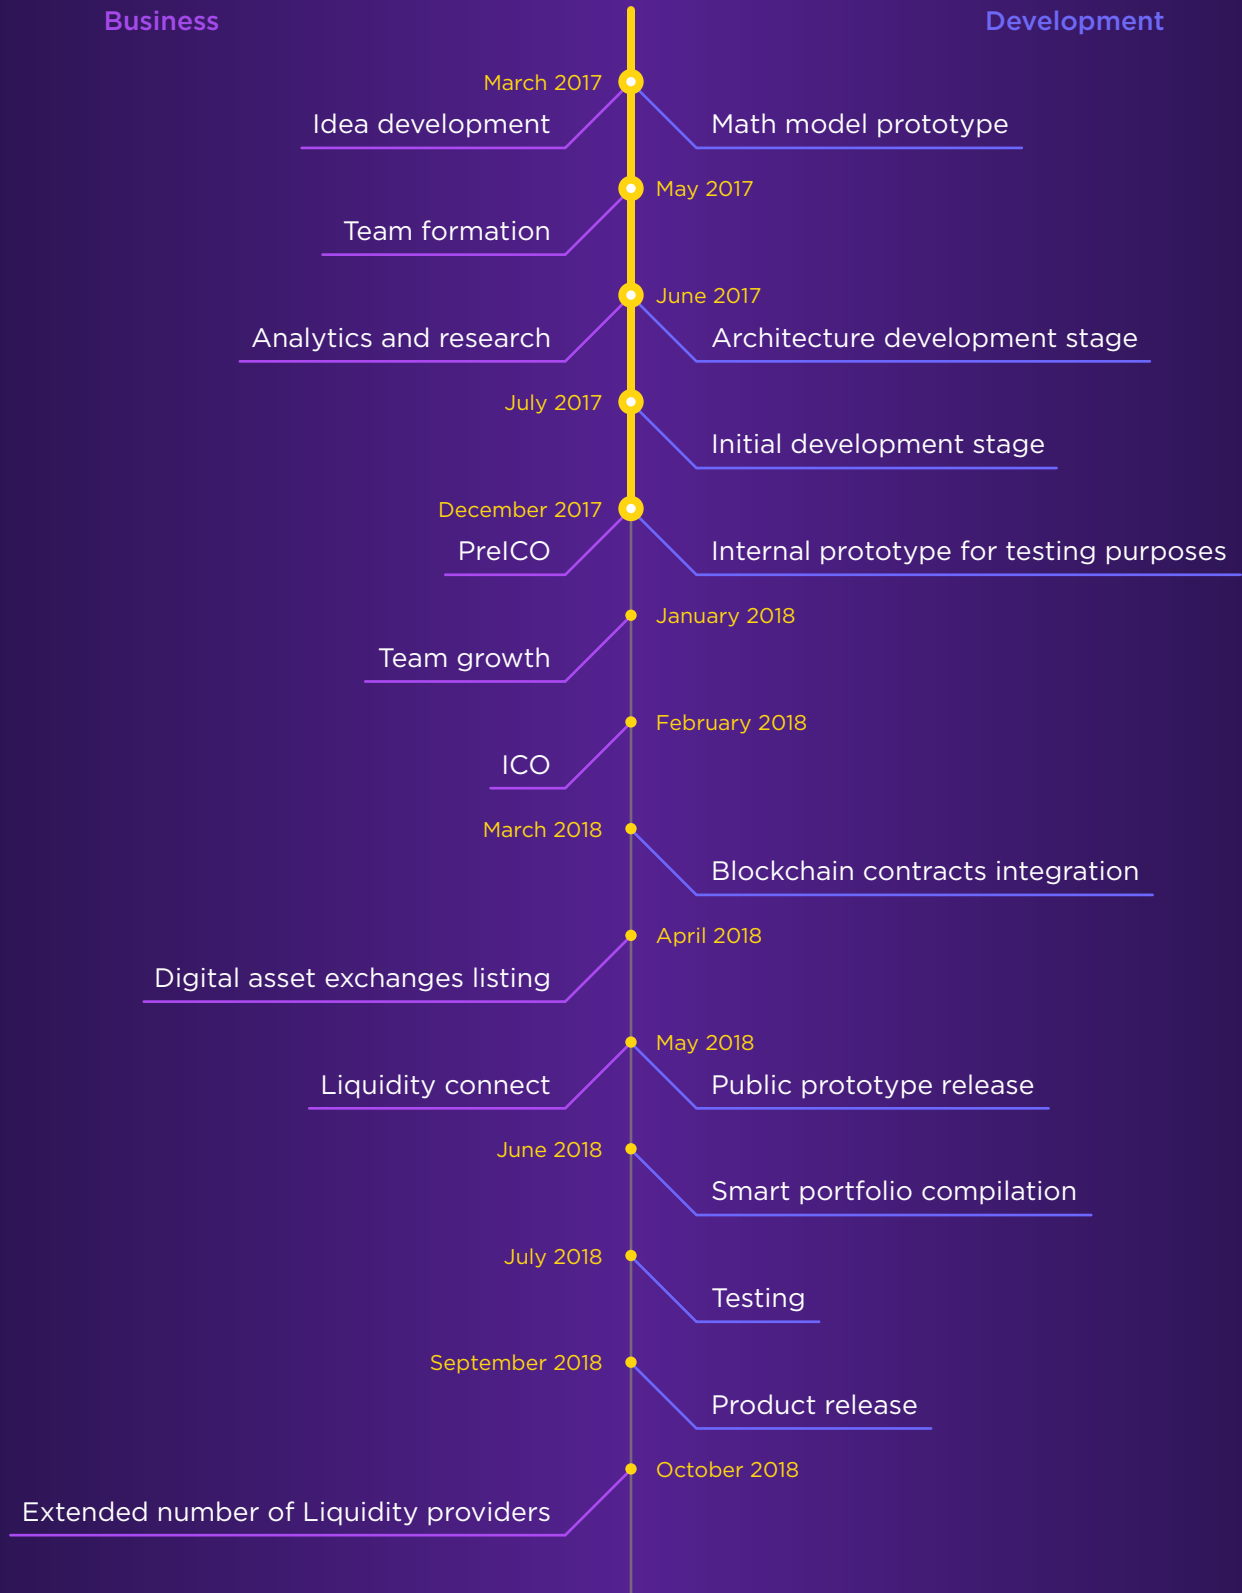 Business
Development
March 2017
Idea development
Math model prototype
May 2017
Team formation
June 2017
Analytics and research
Architecture development stage
July 2017
Initial development stage
December 2017
PreICO
Internal prototype for testing purposes
January 2018
Team growth
February 2018
ICO
March 2018
Blockchain contracts integration
April 2018
Digital asset exchanges listing
May 2018
Liquidity connect
Public prototype release
June 2018
Smart portfolio compilation
July 2018
Testing
September 2018
Product release
October 2018
Extended number of Liquidity providers